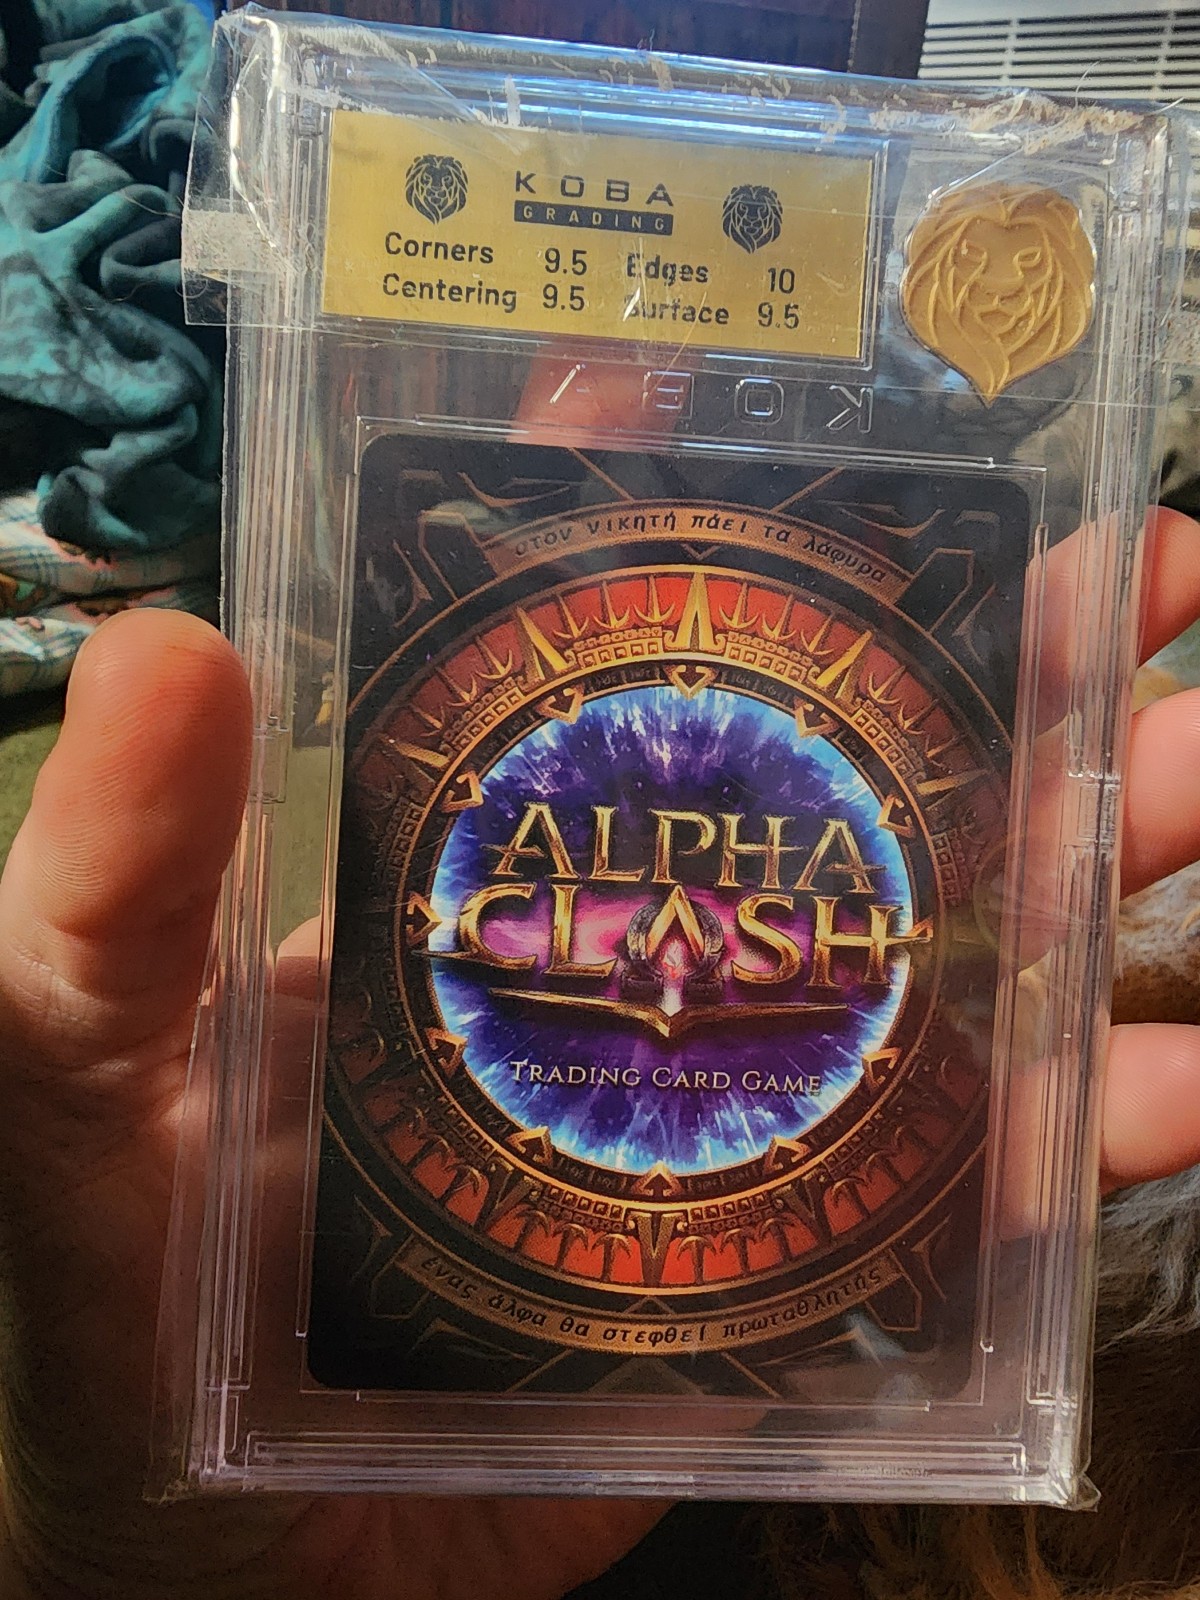 KOBA
GRADING
Corners 9.5 Edges 10
Centering 9.5 Surface 9.5
KOB
στον νικητή πάει τα λάφυρα
ALPHA
CLASH
TRADING CARD GAME
ένας άλφα θα στεφθεί πρωταθλητής